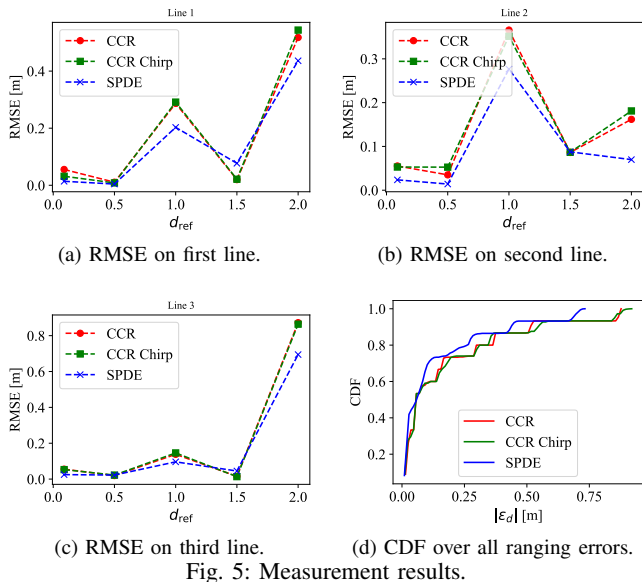 Line 1
CCR
CCR Chirp
SPDE
RMSE [m]
0.4
0.2
0.0
0.0 0.5 1.0 1.5 2.0
d_ref
(a) RMSE on first line.
Line 2
CCR
CCR Chirp
SPDE
RMSE [m]
0.3
0.2
0.1
0.0
0.0 0.5 1.0 1.5 2.0
d_ref
(b) RMSE on second line.
Line 3
CCR
CCR Chirp
SPDE
RMSE [m]
0.8
0.6
0.4
0.2
0.0
0.0 0.5 1.0 1.5 2.0
d_ref
(c) RMSE on third line.
CDF
1.0
0.8
0.6
0.4
0.2
CCR
CCR Chirp
SPDE
0.00 0.25 0.50 0.75
|ε_d| [m]
(d) CDF over all ranging errors.
Fig. 5: Measurement results.